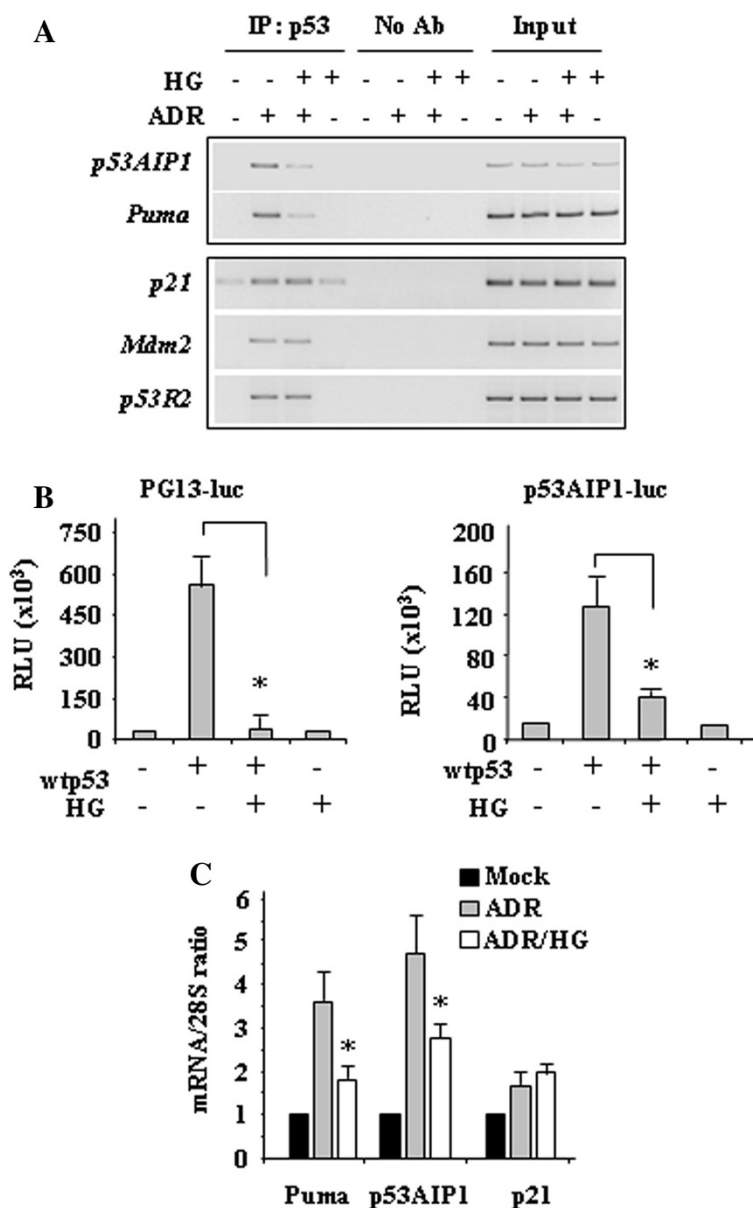 A
IP: p53 No Ab Input
HG - - + + - - + + - - + +
ADR - + + - - + + - - + + -
p53AIP1
Puma
p21
Mdm2
p53R2
B
PG13-luc
RLU (x10³)
750
600
450
300
150
0
*
wtp53 - + + -
HG - - + +
p53AIP1-luc
RLU (x10³)
200
160
120
80
40
0
*
wtp53 - + + -
HG - - + +
C
mRNA/28S ratio
6
5
4
3
2
1
0
Mock
ADR
ADR/HG
* *
Puma p53AIP1 p21